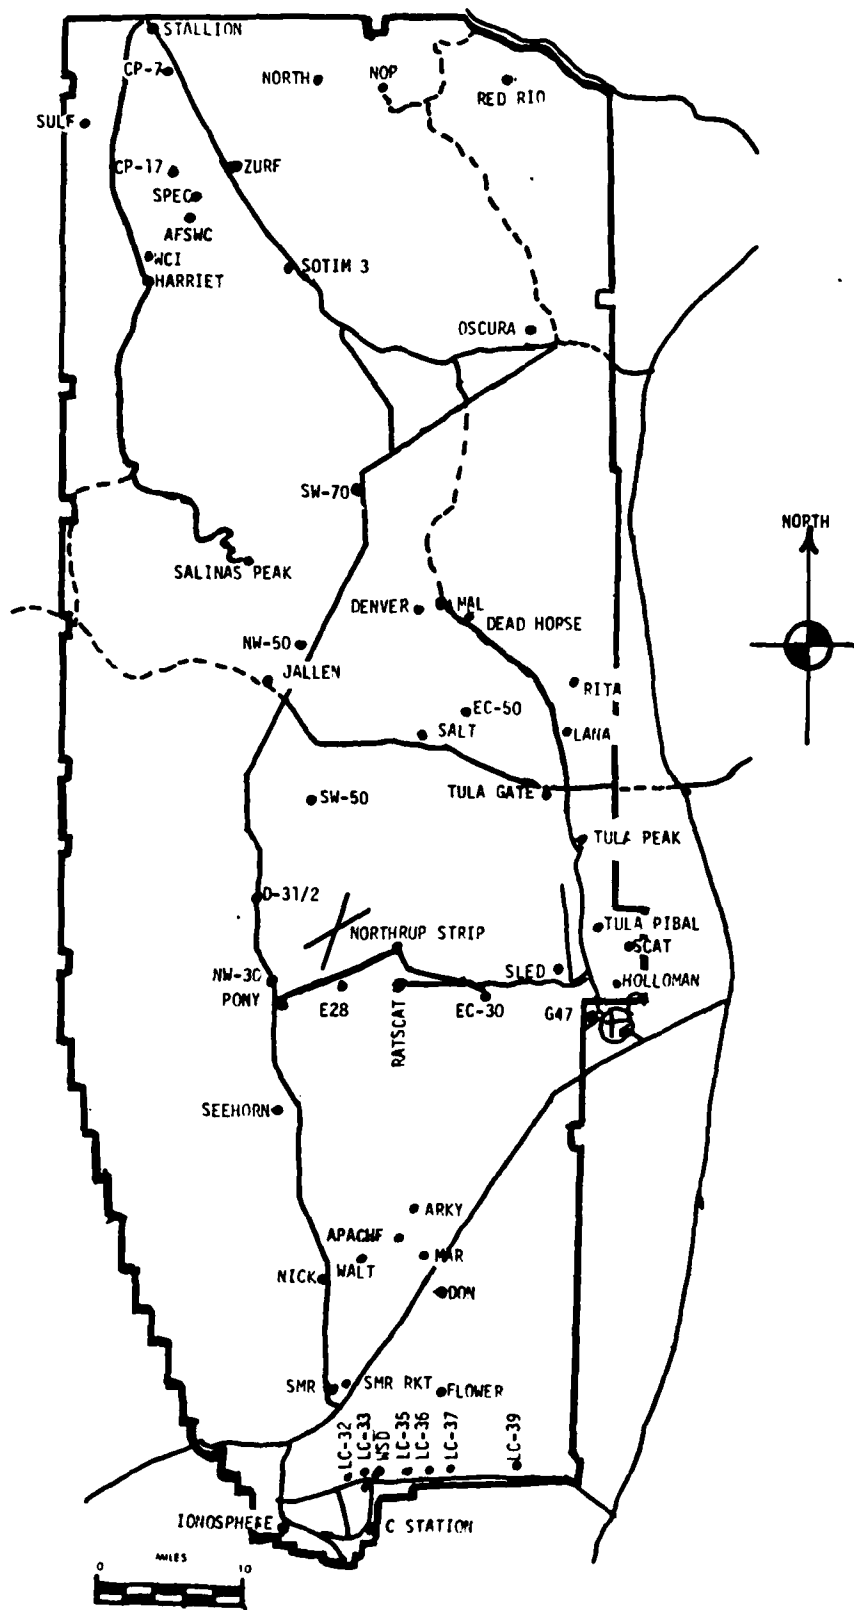 STALLION
CP-7
NORTH
NOP
RED RIO
SULF
CP-17
ZURF
SPEC
AFSWC
WCI
HARRIET
SOTIM 3
OSCURA
SW-70
NORTH
SALINAS PEAK
DENVER
MAL
DEAD HORSE
NW-50
JALLEN
RITA
EC-50
SALT
LANA
SW-50
TULA GATE
TULA PEAK
D-31/2
NORTHRUP STRIP
TULA PIBAL
SCAT
NW-30
SLED
HOLLOMAN
PONY
E28
RATSCAT
EC-30
G47
SEEHORN
ARKY
APACHE
MAR
WALT
NICK
DON
SMR
SMR RKT
FLOWER
LC-32
LC-33
WSD
LC-35
LC-36
LC-37
LC-39
IONOSPHERE
C STATION
MILES
0 10